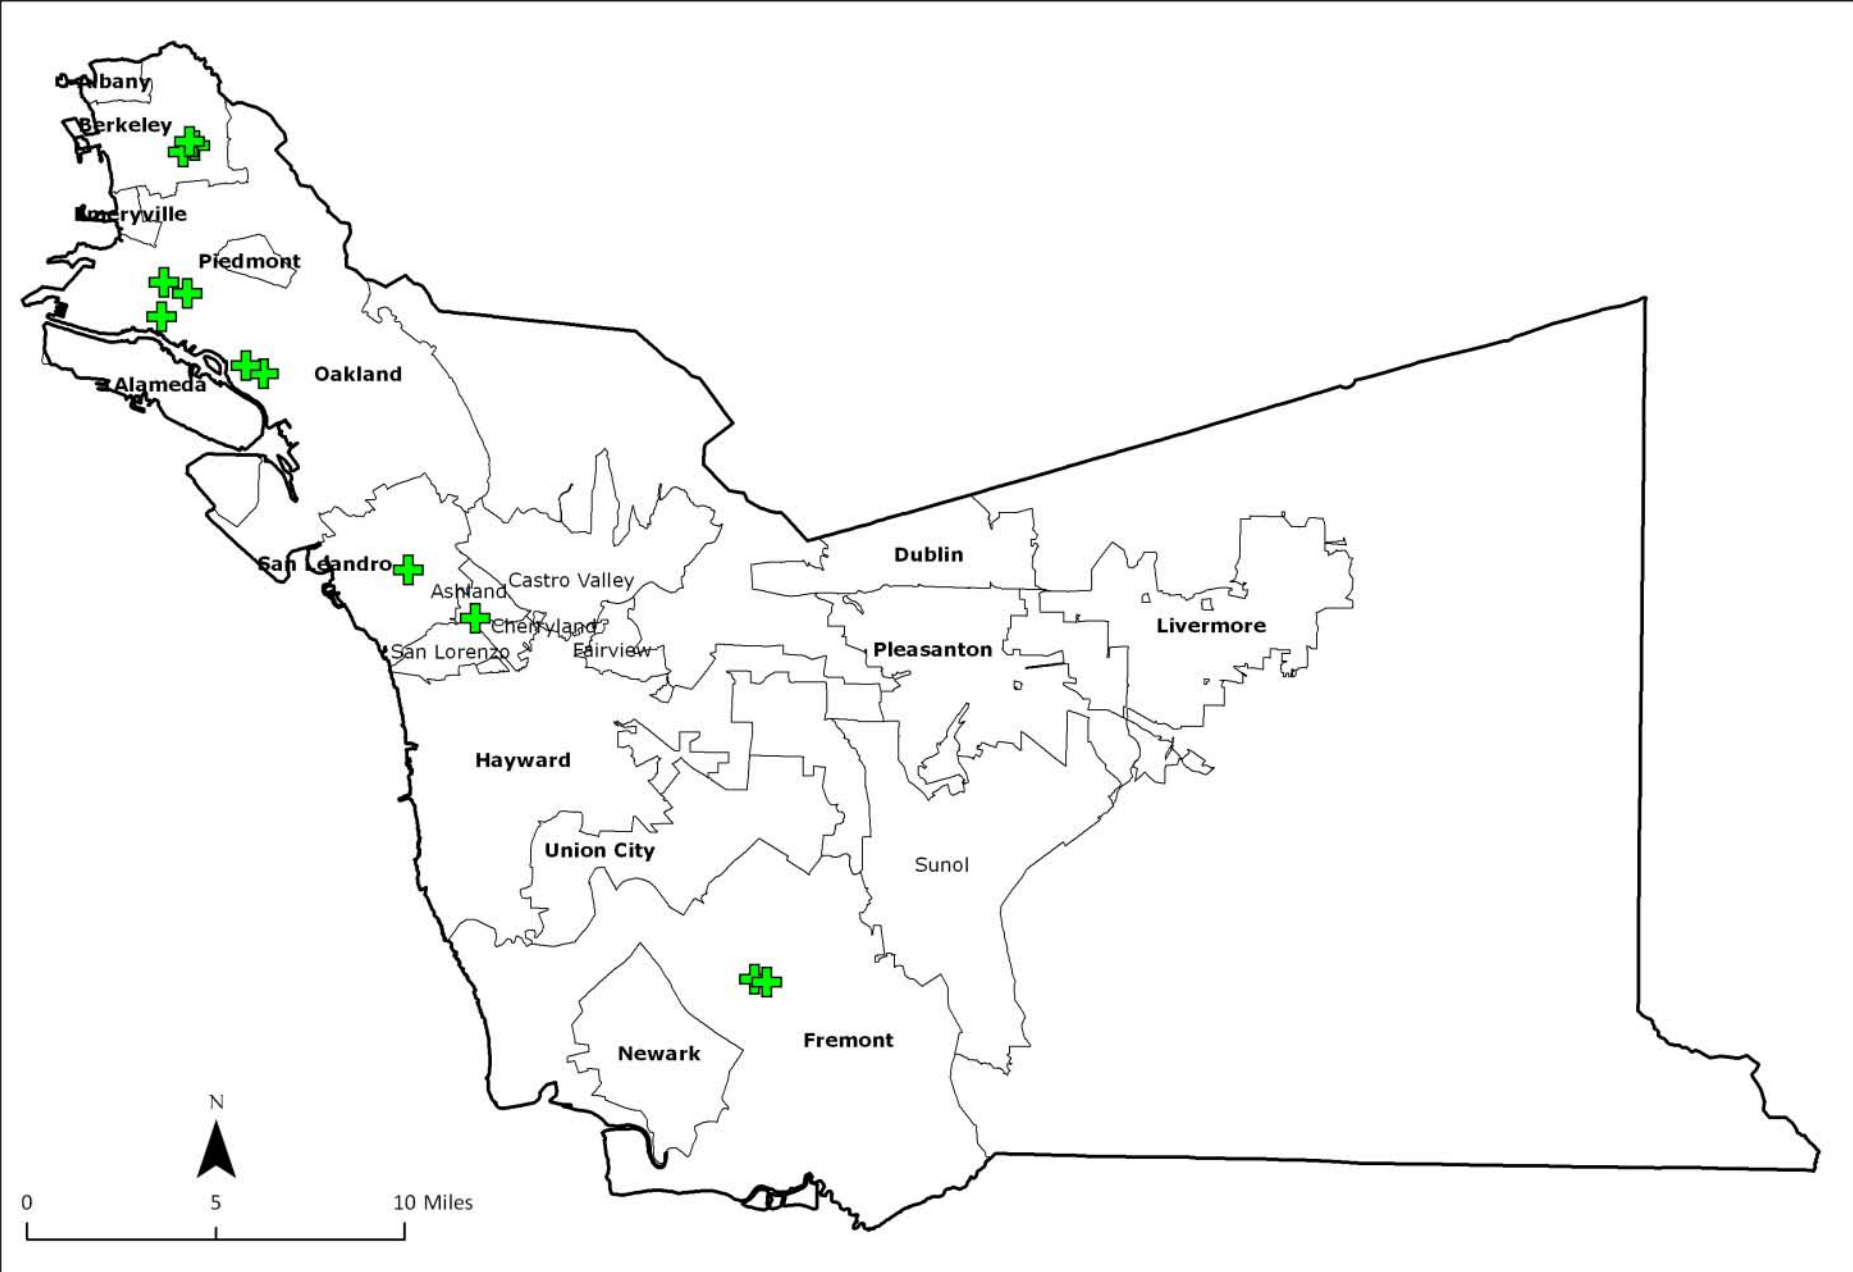 Albany
Berkeley
Emeryville
Piedmont
Oakland
Alameda
San Leandro
Dublin
Castro Valley
Ashland
Cherryland
Livermore
San Lorenzo
Fairview
Pleasanton
Hayward
Union City
Sunol
Fremont
Newark
N
0 5 10 Miles